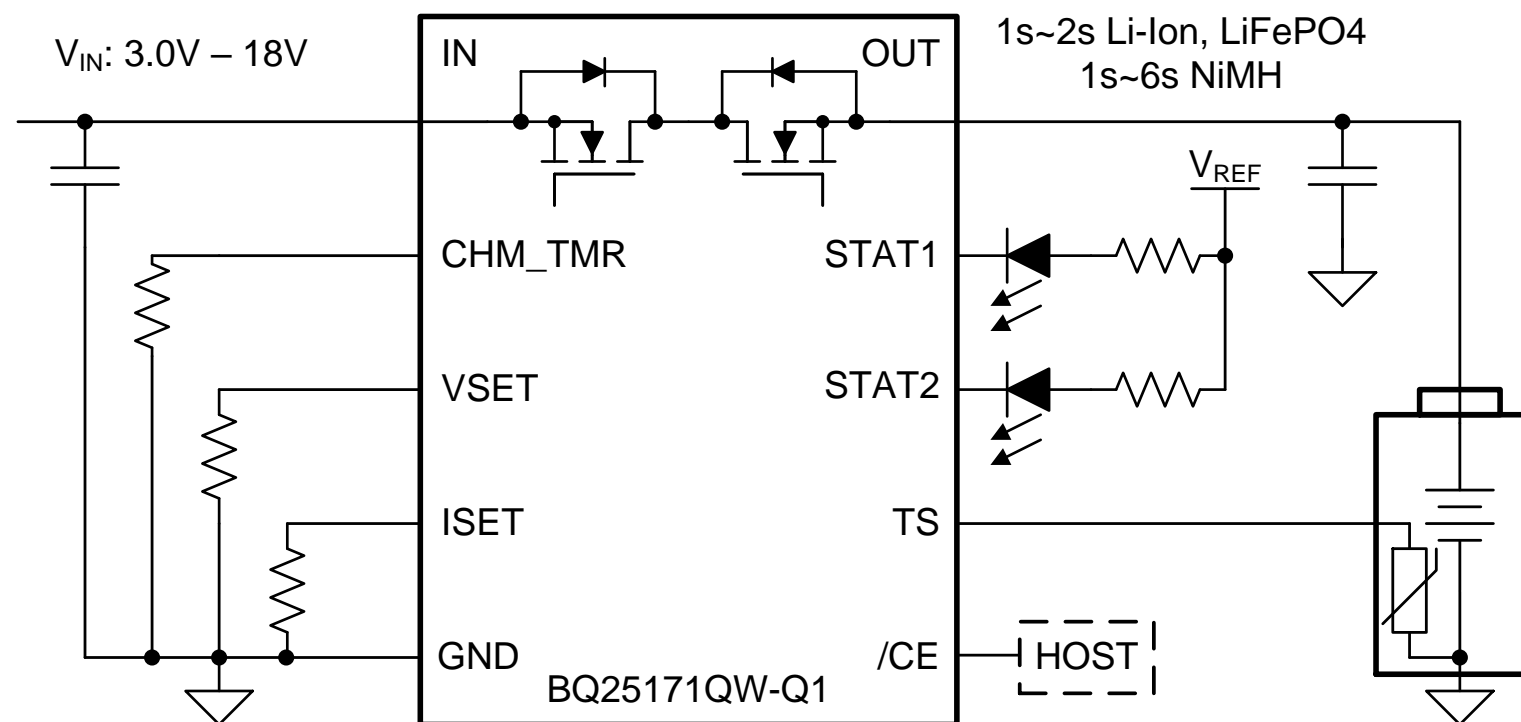 V_IN: 3.0V – 18V
IN
OUT
1s~2s Li-Ion, LiFePO4
1s~6s NiMH
V_REF
CHM_TMR
STAT1
VSET
STAT2
ISET
TS
GND
/CE
HOST
BQ25171QW-Q1